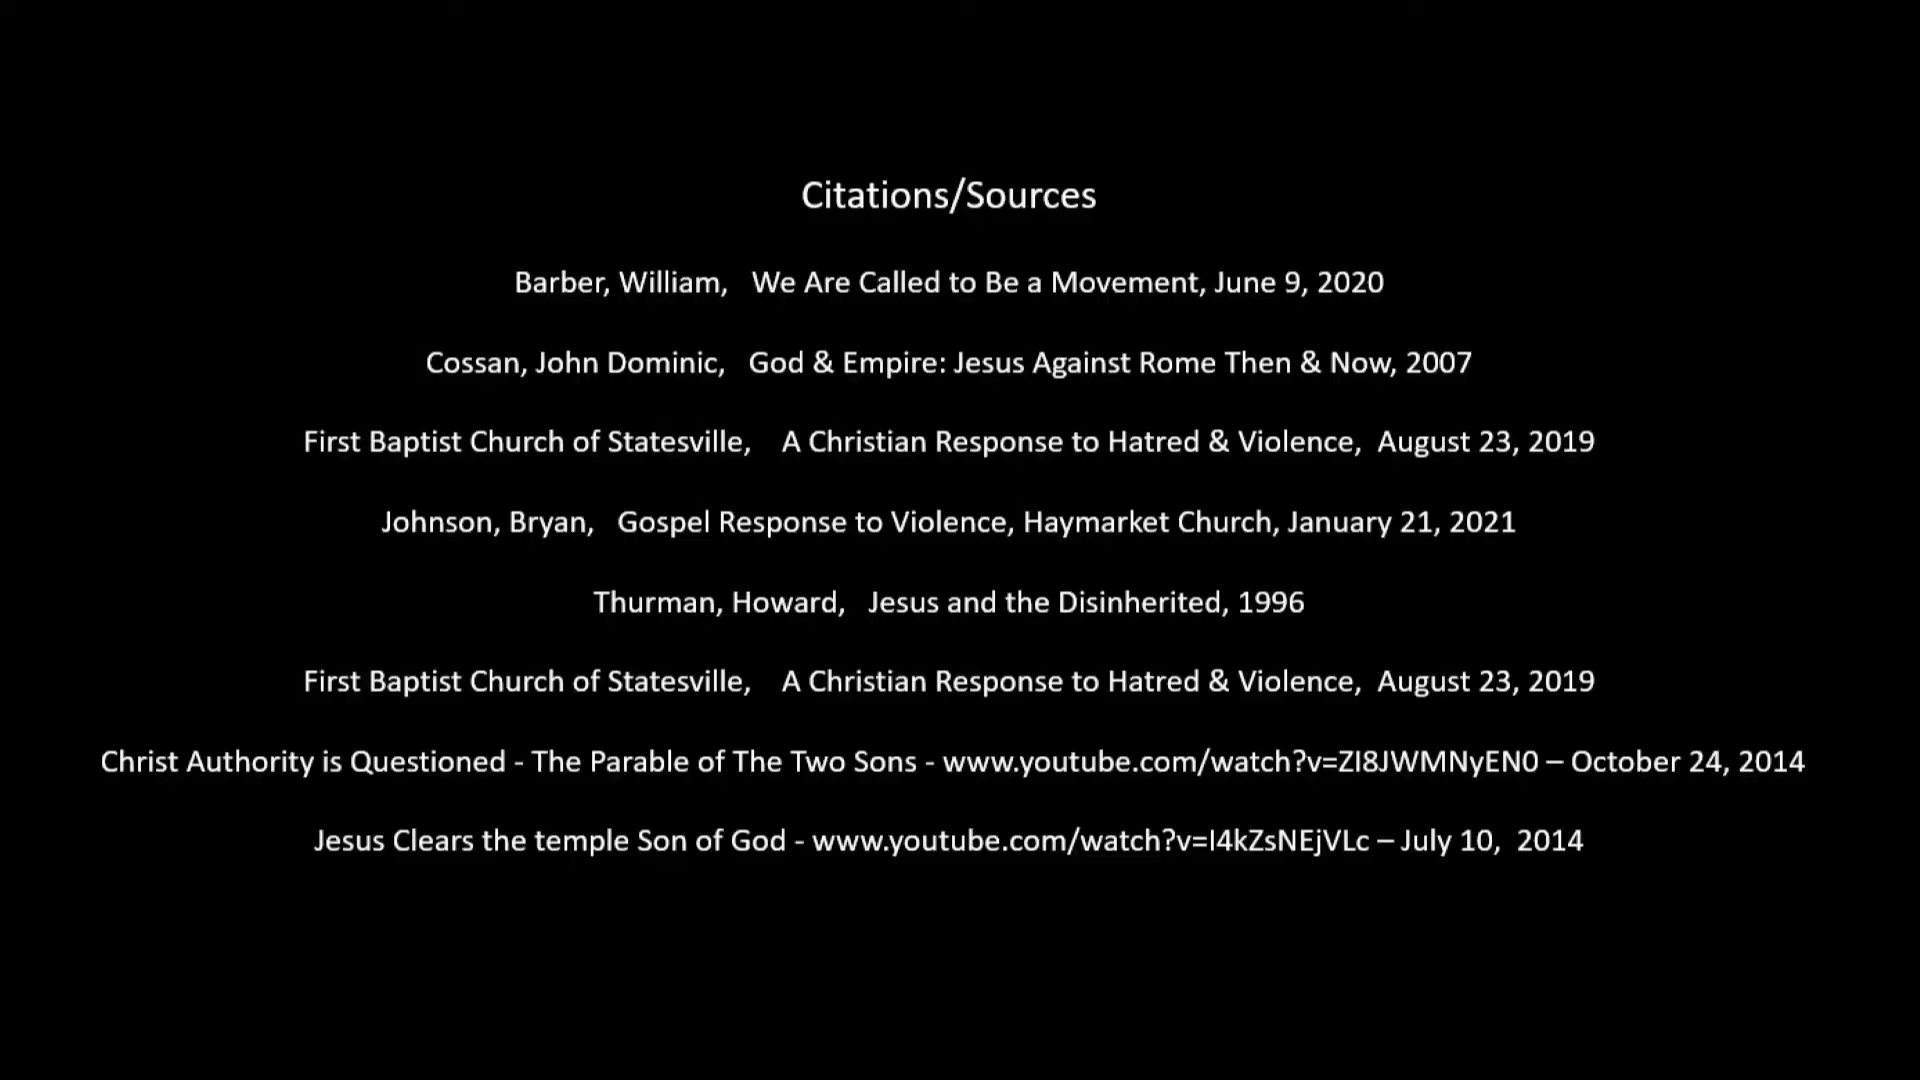 Citations/Sources
Barber, William, We Are Called to Be a Movement, June 9, 2020
Cossan, John Dominic, God & Empire: Jesus Against Rome Then & Now, 2007
First Baptist Church of Statesville, A Christian Response to Hatred & Violence, August 23, 2019
Johnson, Bryan, Gospel Response to Violence, Haymarket Church, January 21, 2021
Thurman, Howard, Jesus and the Disinherited, 1996
First Baptist Church of Statesville, A Christian Response to Hatred & Violence, August 23, 2019
Christ Authority is Questioned - The Parable of The Two Sons - www.youtube.com/watch?v=ZI8JWMNyEN0 – October 24, 2014
Jesus Clears the temple Son of God - www.youtube.com/watch?v=I4kZsNEjVLc – July 10, 2014